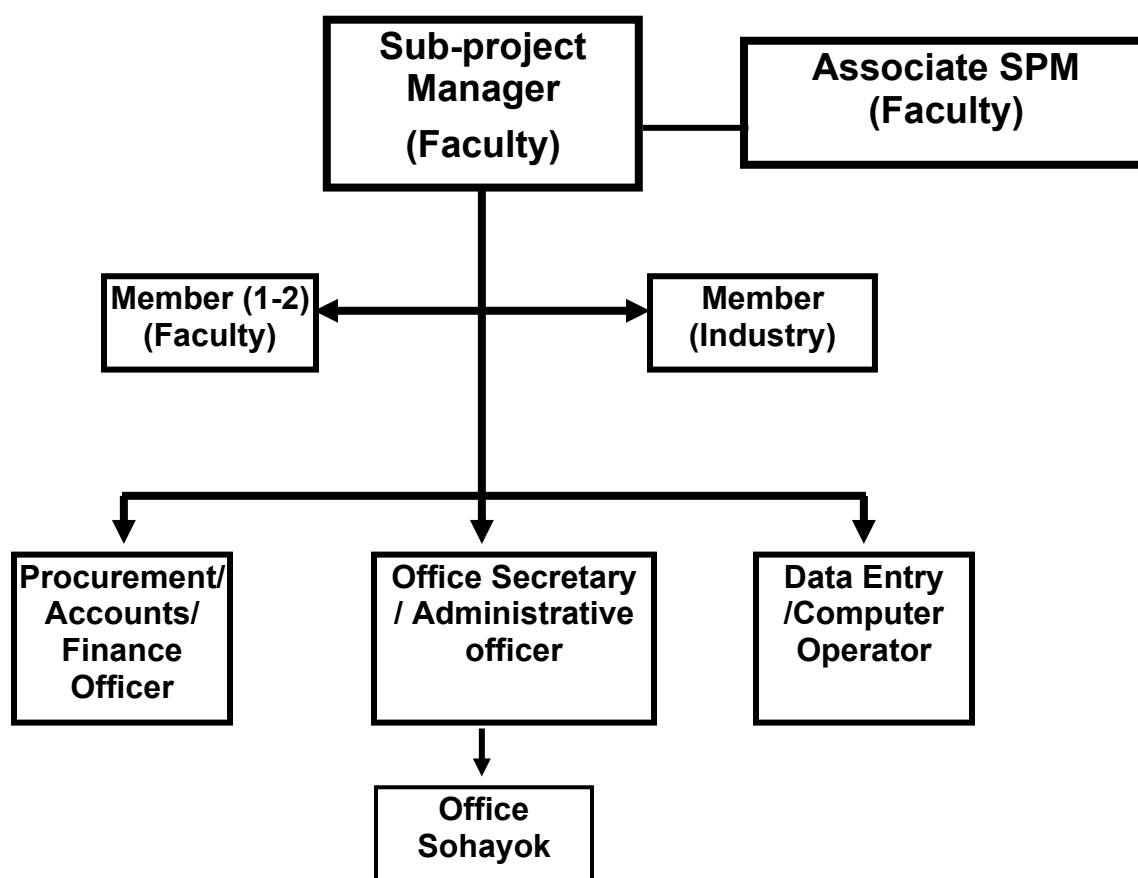 Sub-project
Manager
(Faculty)
Associate SPM
(Faculty)
Member (1-2)
(Faculty)
Member
(Industry)
Procurement/
Accounts/
Finance
Officer
Office Secretary
/ Administrative
officer
Data Entry
/Computer
Operator
Office
Sohayok